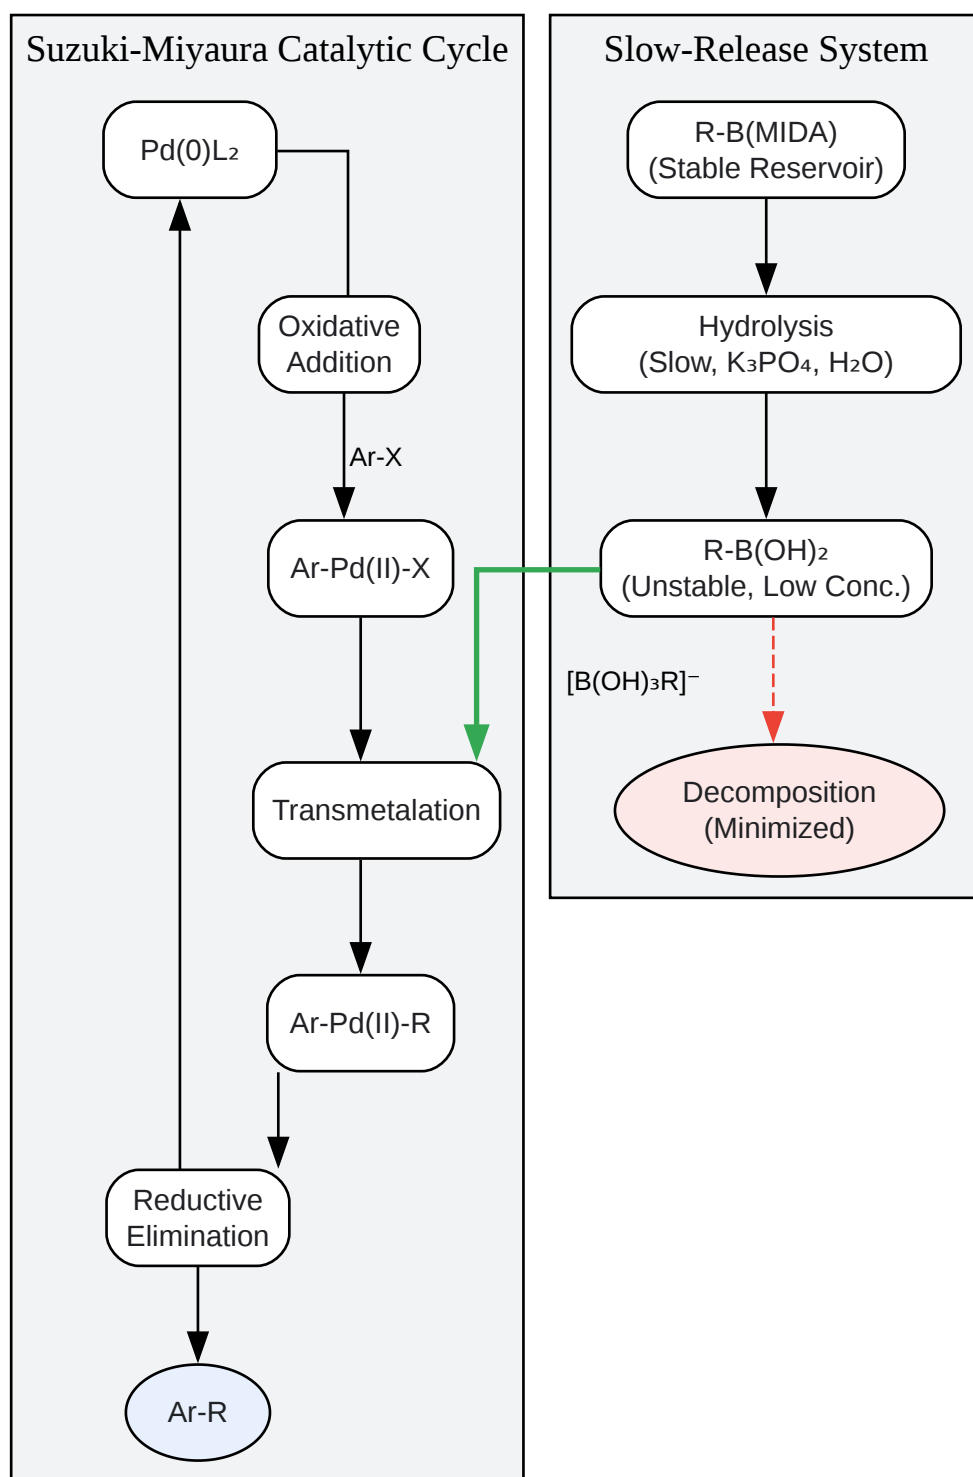 Suzuki-Miyaura Catalytic Cycle
Pd(0)L₂
Oxidative
Addition
Ar-X
Ar-Pd(II)-X
Transmetalation
Ar-Pd(II)-R
Reductive
Elimination
Ar-R
Slow-Release System
R-B(MIDA)
(Stable Reservoir)
Hydrolysis
(Slow, K₃PO₄, H₂O)
R-B(OH)₂
(Unstable, Low Conc.)
[B(OH)₃R]⁻
Decomposition
(Minimized)